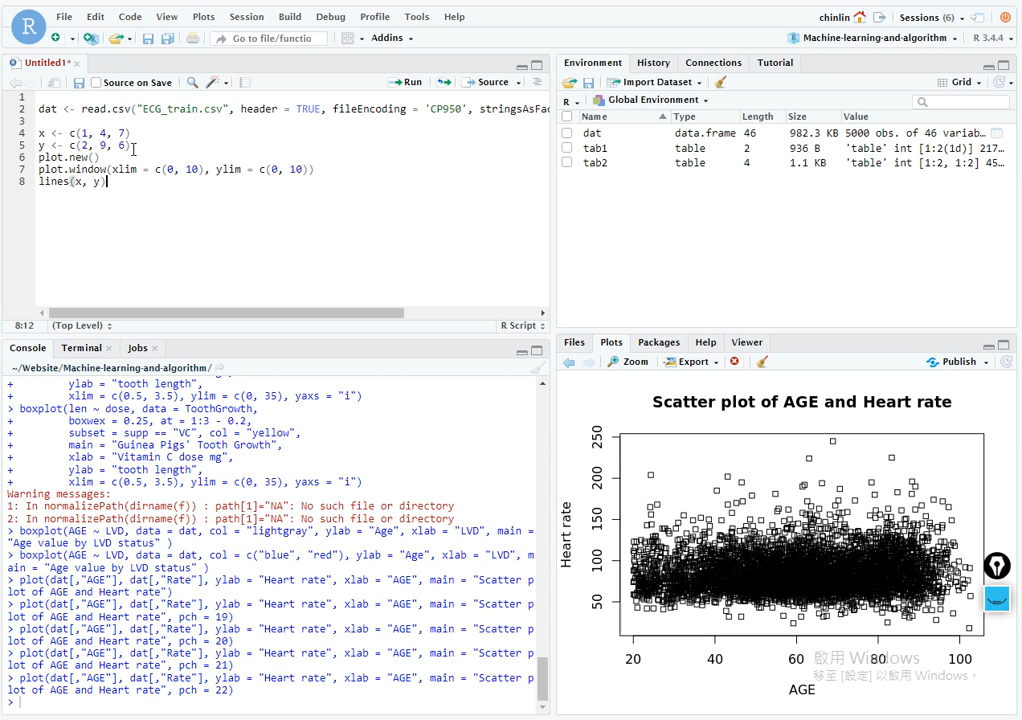 File Edit Code View Plots Session Build Debug Profile Tools Help
chinlin Sessions (6)
Go to file/functio Addins
Machine-learning-and-algorithm R 3.4.4
Untitled1*
Source on Save Run Source
1
2 dat <- read.csv("ECG_train.csv", header = TRUE, fileEncoding = 'CP950', stringsAsFac
3
4 x <- c(1, 4, 7)
5 y <- c(2, 9, 6)
6 plot.new()
7 plot.window(xlim = c(0, 10), ylim = c(0, 10))
8 lines(x, y)
8:12 (Top Level) R Script
Environment History Connections Tutorial
Import Dataset Grid
R Global Environment
Name Type Length Size Value
dat data.frame 46 982.3 KB 5000 obs. of 46 variab…
tab1 table 2 936 B 'table' int [1:2(1d)] 217…
tab2 table 4 1.1 KB 'table' int [1:2, 1:2] 45…
Console Terminal Jobs
~/Website/Machine-learning-and-algorithm/
+ ylab = "tooth length",
+ xlim = c(0.5, 3.5), ylim = c(0, 35), yaxs = "i")
> boxplot(len ~ dose, data = ToothGrowth,
+ boxwex = 0.25, at = 1:3 - 0.2,
+ subset = supp == "VC", col = "yellow",
+ main = "Guinea Pigs' Tooth Growth",
+ xlab = "Vitamin C dose mg",
+ ylab = "tooth length",
+ xlim = c(0.5, 3.5), ylim = c(0, 35), yaxs = "i")
Warning messages:
1: In normalizePath(dirname(f)) : path[1]="NA": No such file or directory
2: In normalizePath(dirname(f)) : path[1]="NA": No such file or directory
> boxplot(AGE ~ LVD, data = dat, col = "lightgray", ylab = "Age", xlab = "LVD", main =
"Age value by LVD status" )
> boxplot(AGE ~ LVD, data = dat, col = c("blue", "red"), ylab = "Age", xlab = "LVD", m
ain = "Age value by LVD status" )
> plot(dat[,"AGE"], dat[,"Rate"], ylab = "Heart rate", xlab = "AGE", main = "Scatter p
lot of AGE and Heart rate")
> plot(dat[,"AGE"], dat[,"Rate"], ylab = "Heart rate", xlab = "AGE", main = "Scatter p
lot of AGE and Heart rate", pch = 19)
> plot(dat[,"AGE"], dat[,"Rate"], ylab = "Heart rate", xlab = "AGE", main = "Scatter p
lot of AGE and Heart rate", pch = 20)
> plot(dat[,"AGE"], dat[,"Rate"], ylab = "Heart rate", xlab = "AGE", main = "Scatter p
lot of AGE and Heart rate", pch = 21)
> plot(dat[,"AGE"], dat[,"Rate"], ylab = "Heart rate", xlab = "AGE", main = "Scatter p
lot of AGE and Heart rate", pch = 22)
>
Files Plots Packages Help Viewer
Zoom Export Publish
Scatter plot of AGE and Heart rate
Heart rate
250
200
150
100
50
20 40 60 80 100
AGE
啟用 Windows
移至 [設定] 以啟用 Windows。